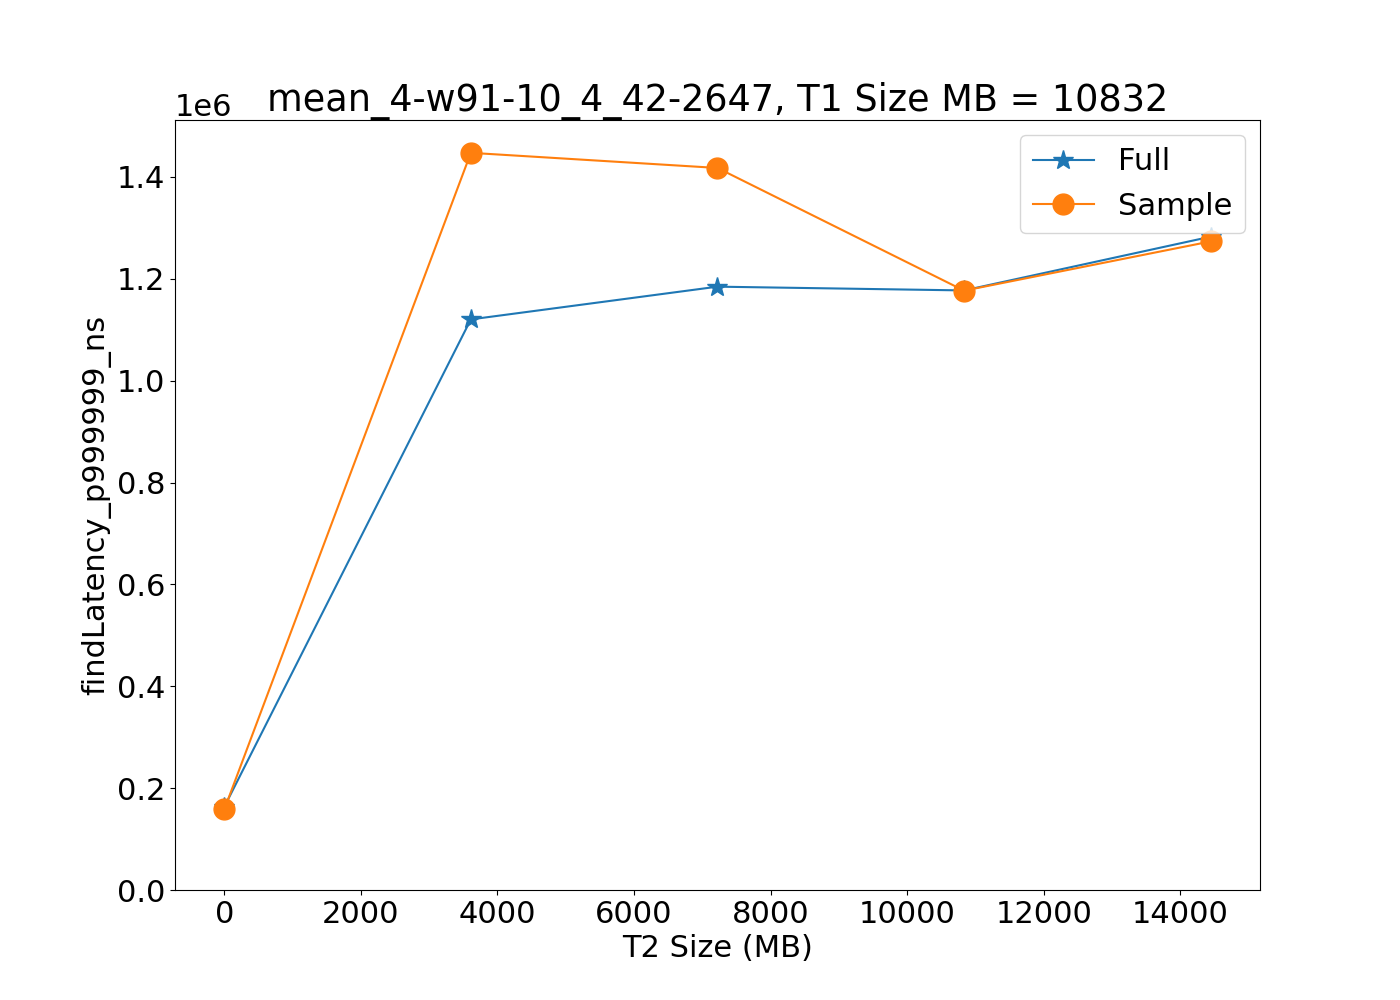 1e6
mean_4-w91-10_4_42-2647, T1 Size MB = 10832
Full
Sample
1.4
1.2
1.0
0.8
0.6
0.4
0.2
0.0
findLatency_p999999_ns
0 2000 4000 6000 8000 10000 12000 14000
T2 Size (MB)